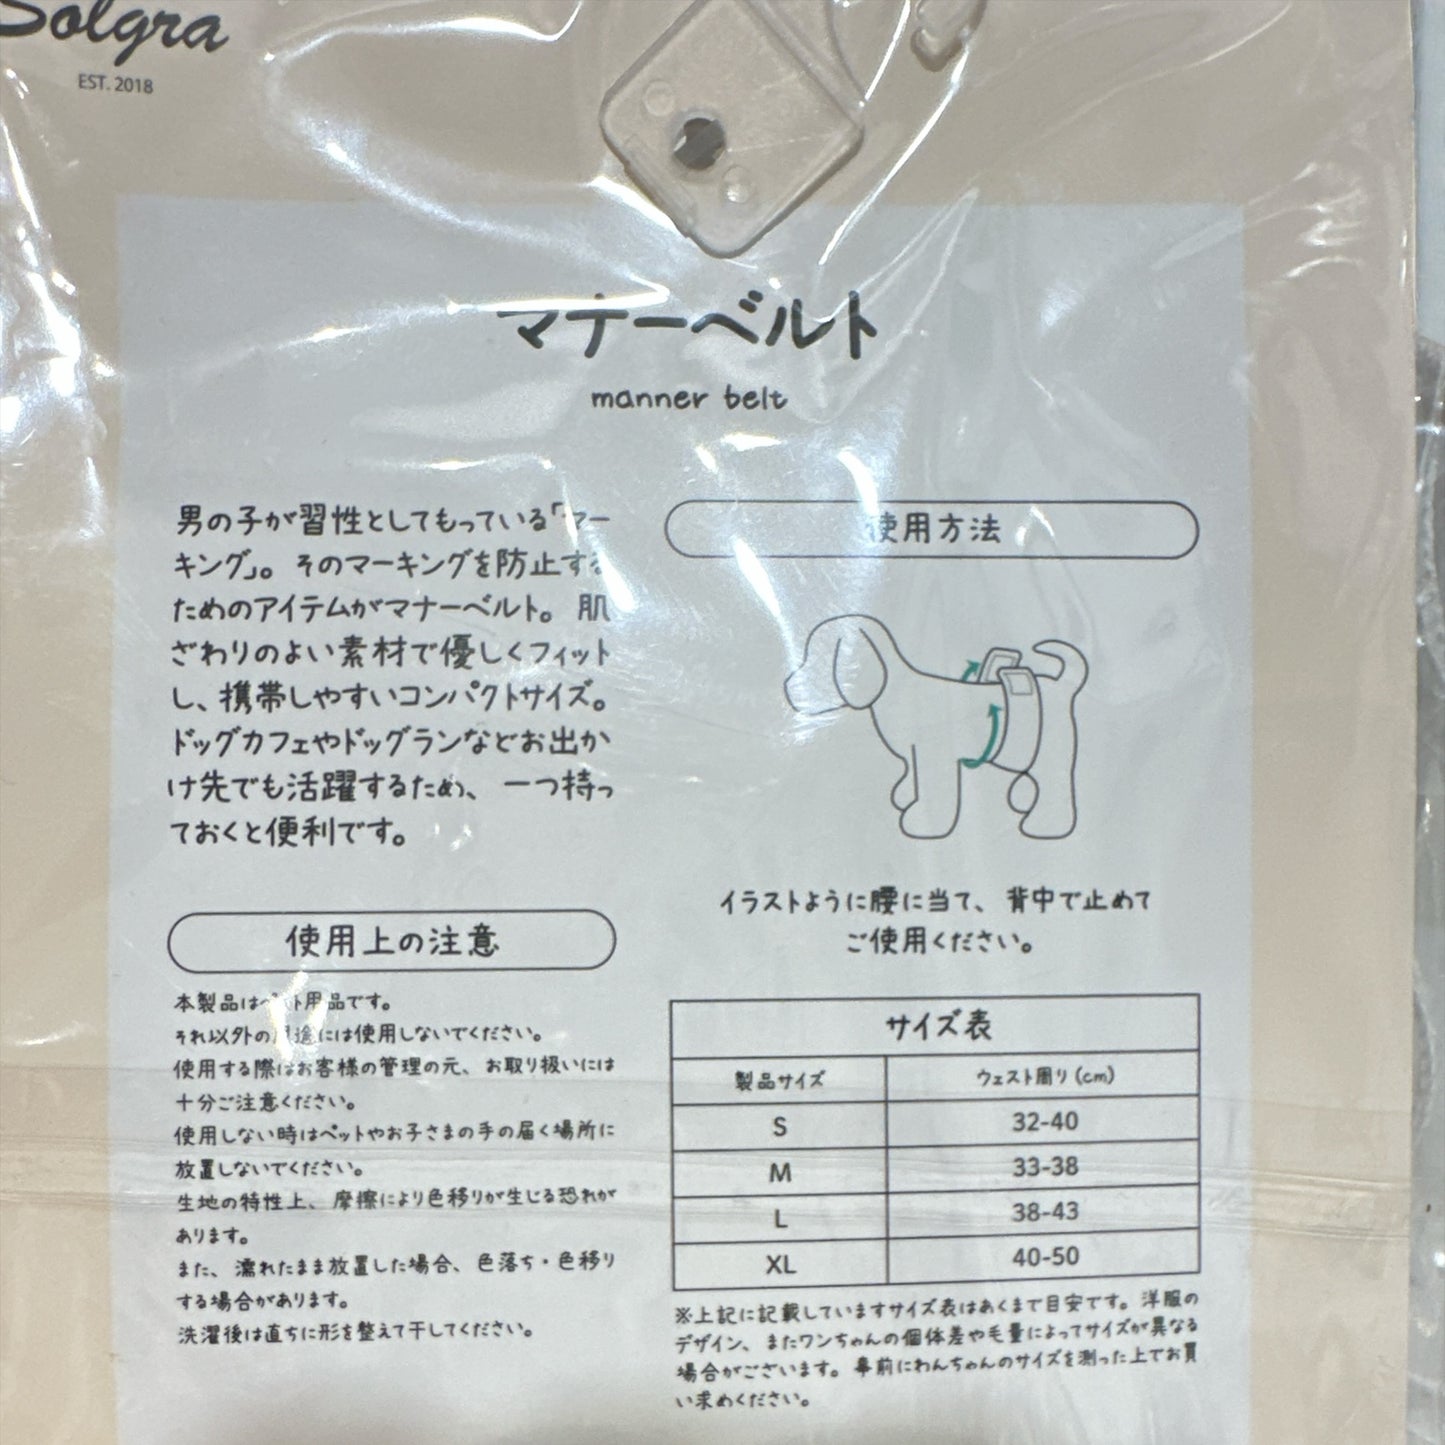 Solgra
EST. 2018
マナーベルト
manner belt
男の子が習性としてもっている「マー
キング」。そのマーキングを防止する
ためのアイテムがマナーベルト。肌
ざわりのよい素材で優しくフィット
し、携帯しやすいコンパクトサイズ。
ドッグカフェやドッグランなどお出か
け先でも活躍するため、一つ持っ
ておくと便利です。
使用上の注意
本製品はペット用品です。
それ以外の用途には使用しないでください。
使用する際はお客様の管理の元、お取り扱いには
十分ご注意ください。
使用しない時はペットやお子さまの手の届く場所に
放置しないでください。
生地の特性上、摩擦により色移りが生じる恐れが
あります。
また、濡れたまま放置した場合、色落ち・色移り
する場合があります。
洗濯後は直ちに形を整えて干してください。
使用方法
イラストように腰に当て、背中で止めて
ご使用ください。
サイズ表
製品サイズ ウェスト周り(cm)
S 32-40
M 33-38
L 38-43
XL 40-50
※上記に記載していますサイズ表はあくまで目安です。洋服の
デザイン、またワンちゃんの個体差や毛量によってサイズが異なる
場合がございます。事前にわんちゃんのサイズを測った上でお買
い求めください。